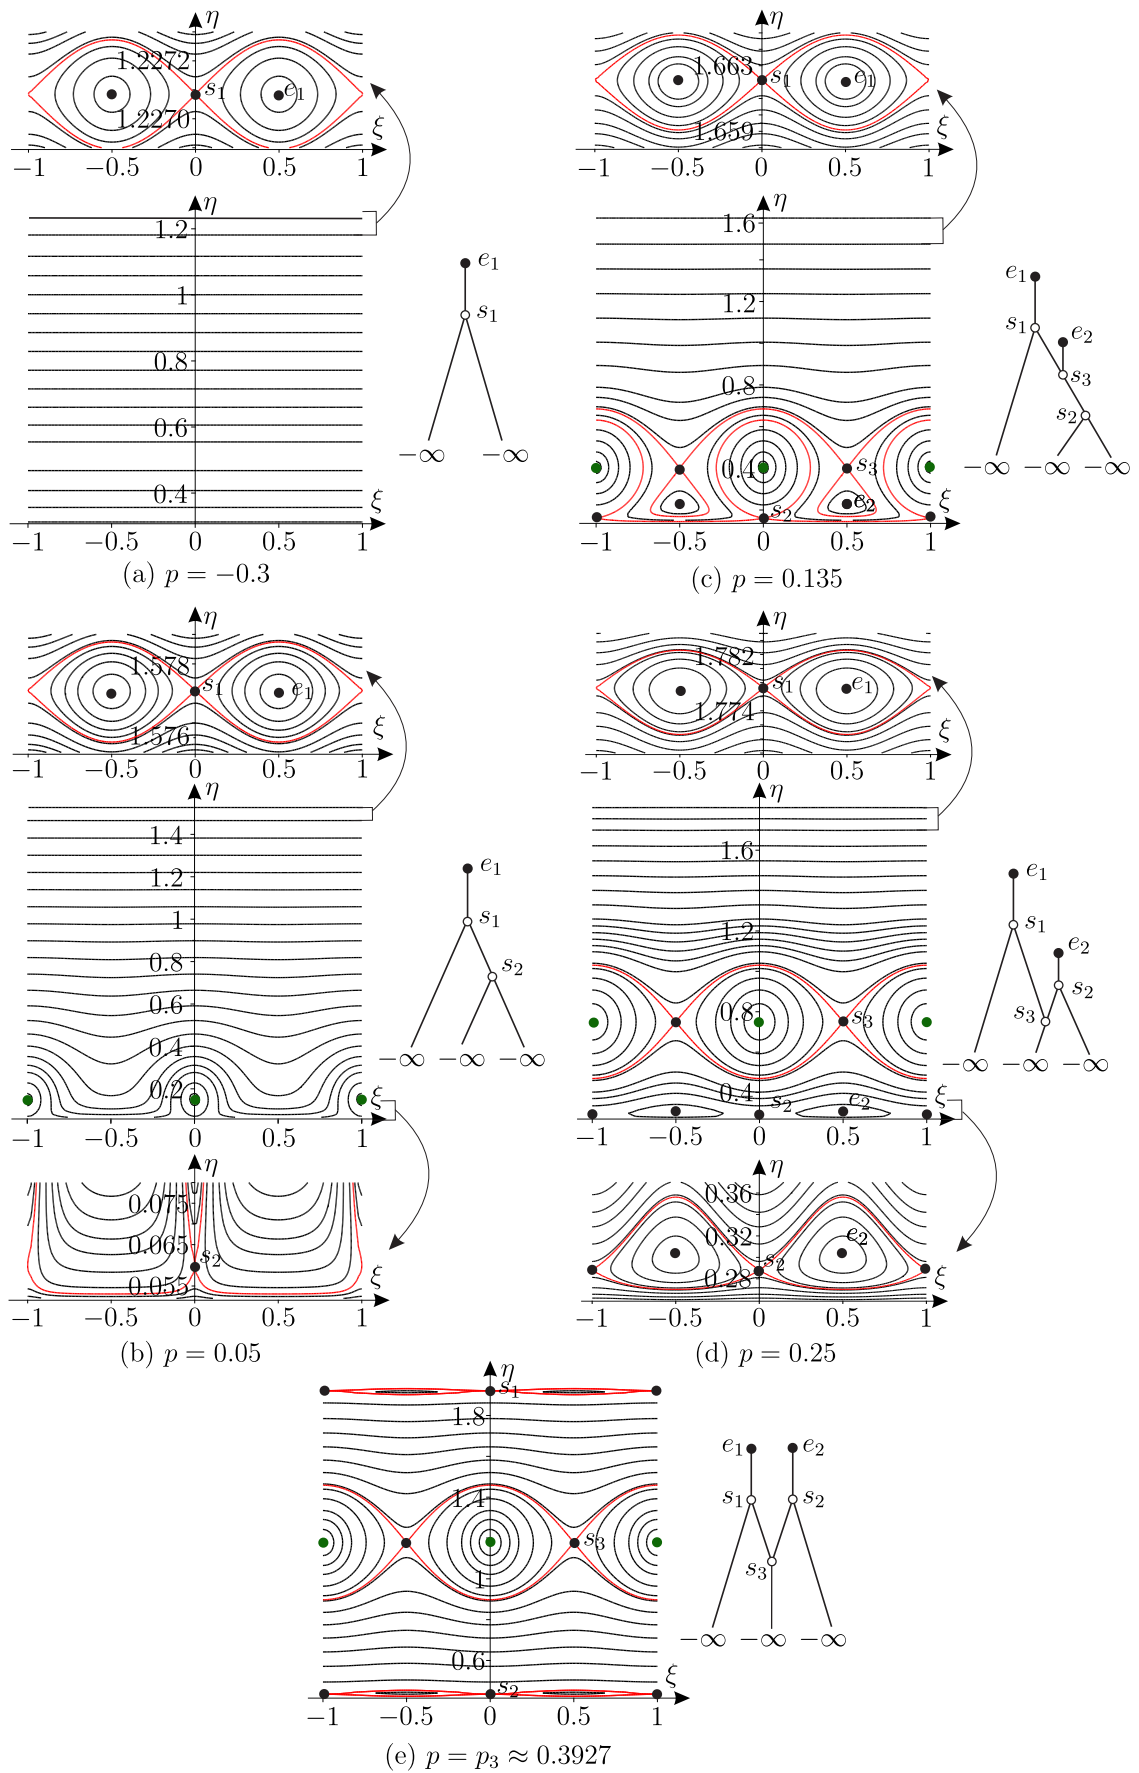 η
1.2272
s₁ e₁
1.2270
ξ
−1 −0.5 0 0.5 1
η
1.2
1
0.8
0.6
0.4
ξ
−1 −0.5 0 0.5 1
e₁
s₁
−∞ −∞
(a) p = −0.3
η
1.663
s₁ e₁
1.659
ξ
−1 −0.5 0 0.5 1
η
1.6
1.2
0.8
0.4
s₃
e₂
s₂
ξ
−1 −0.5 0 0.5 1
e₁
s₁ e₂
s₃
s₂
−∞ −∞ −∞
(c) p = 0.135
η
1.578
s₁ e₁
1.576
ξ
−1 −0.5 0 0.5 1
η
1.4
1.2
1
0.8
0.6
0.4
0.2
ξ
−1 −0.5 0 0.5 1
e₁
s₁
s₂
−∞ −∞ −∞
η
0.075
0.065
s₂
0.055
ξ
−1 −0.5 0 0.5 1
(b) p = 0.05
η
1.782
s₁ e₁
1.774
ξ
−1 −0.5 0 0.5 1
η
1.6
1.2
0.8
s₃
0.4
s₂ e₂
ξ
−1 −0.5 0 0.5 1
e₁
s₁ e₂
s₂
s₃
−∞ −∞ −∞
η
0.36
0.32
e₂
s₂
0.28
ξ
−1 −0.5 0 0.5 1
(d) p = 0.25
η
s₁
1.8
1.4
s₃
1
0.6
s₂
ξ
−1 −0.5 0 0.5 1
e₁ e₂
s₁ s₂
s₃
−∞ −∞ −∞
(e) p = p₃ ≈ 0.3927